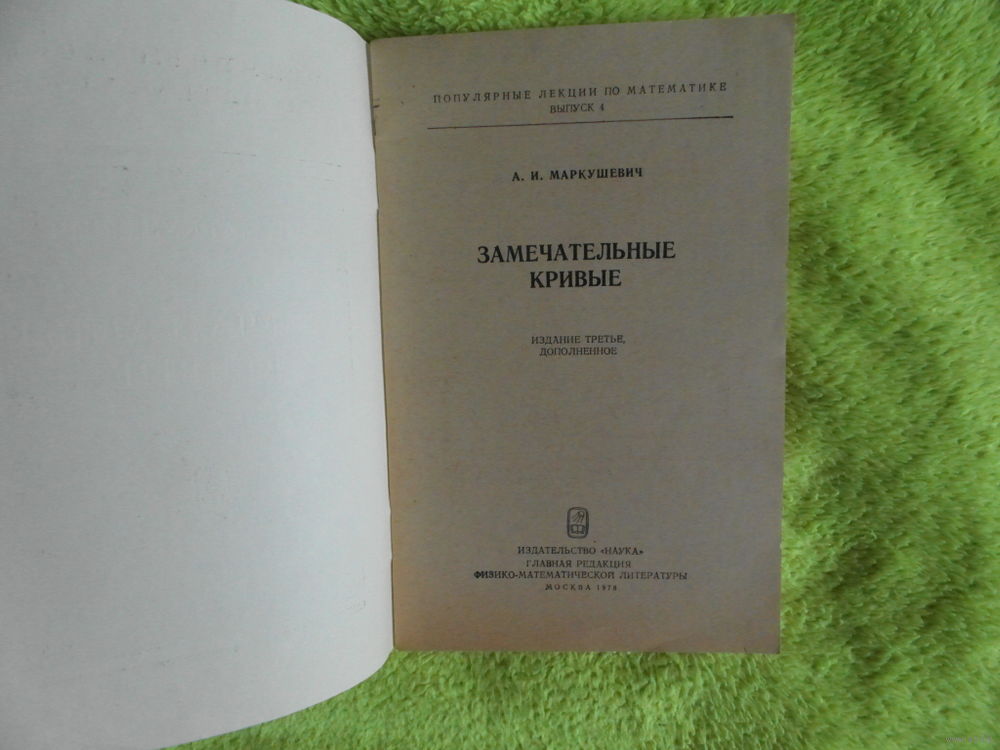 ПОПУЛЯРНЫЕ ЛЕКЦИИ ПО МАТЕМАТИКЕ
ВЫПУСК 4
А. И. МАРКУШЕВИЧ
ЗАМЕЧАТЕЛЬНЫЕ
КРИВЫЕ
ИЗДАНИЕ ТРЕТЬЕ,
ДОПОЛНЕННОЕ
ИЗДАТЕЛЬСТВО «НАУКА»
ГЛАВНАЯ РЕДАКЦИЯ
ФИЗИКО-МАТЕМАТИЧЕСКОЙ ЛИТЕРАТУРЫ
МОСКВА 1978